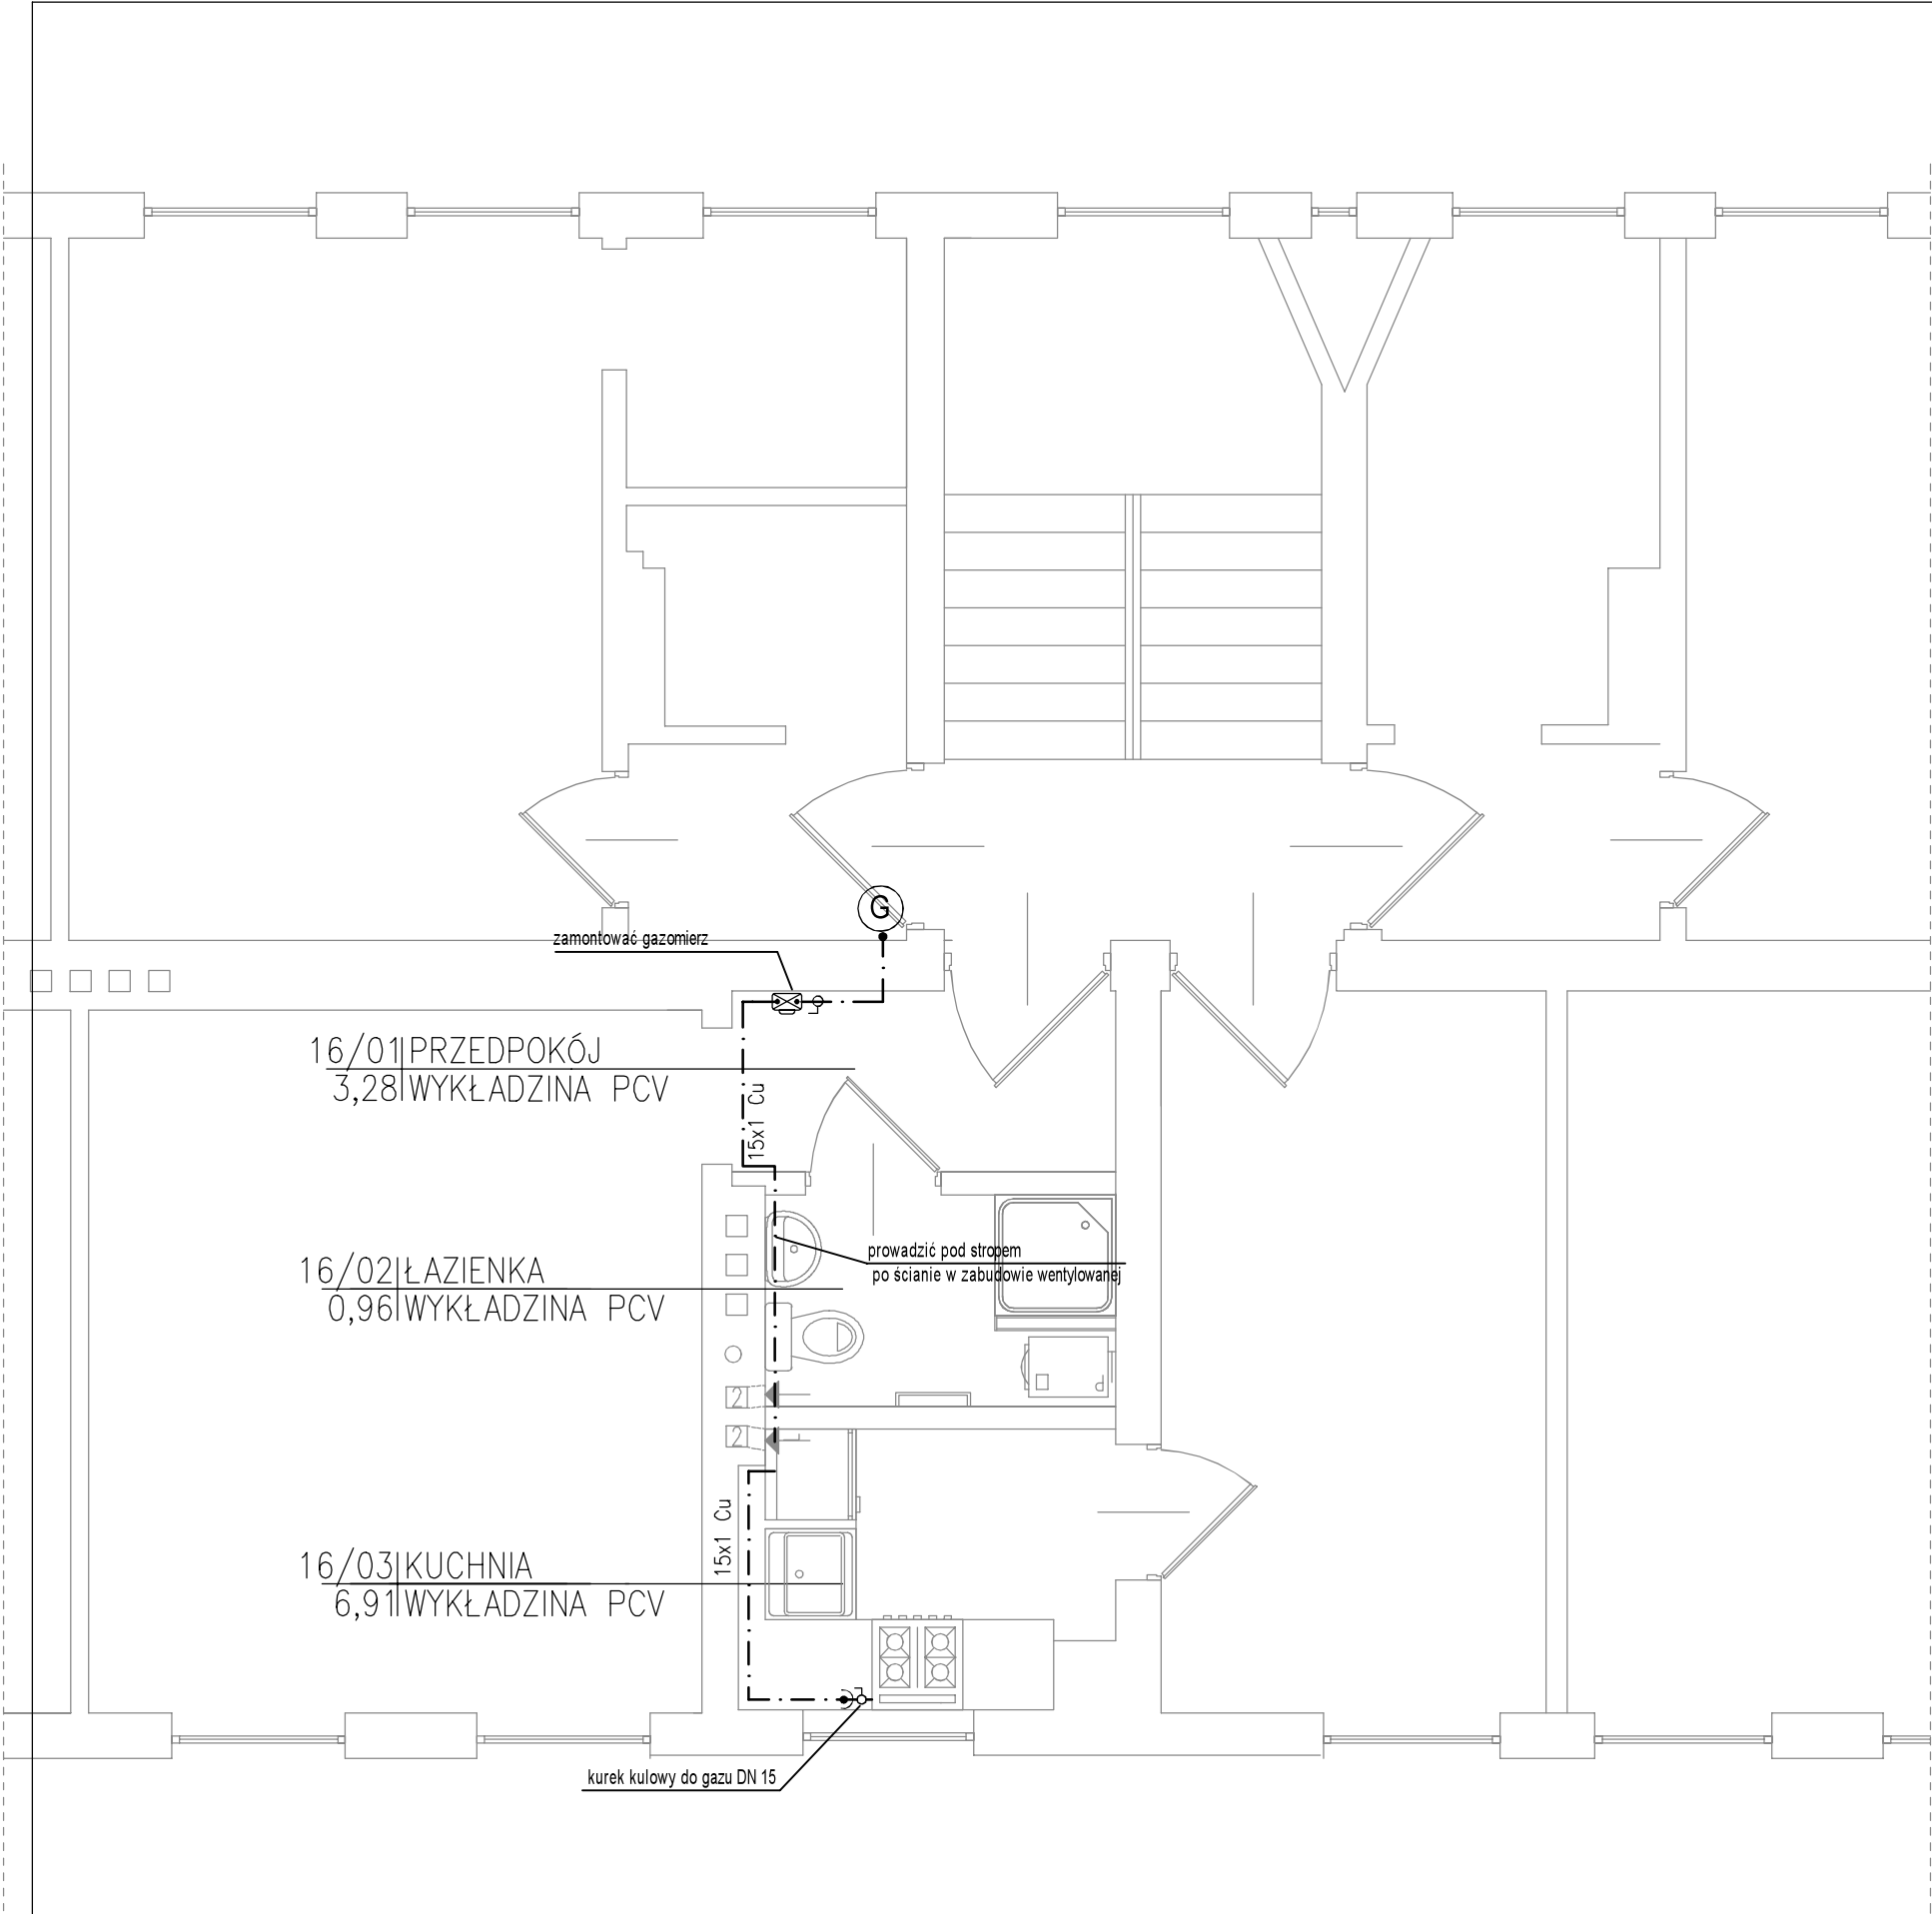 G
zamontować gazomierz
16/01 PRZEDPOKÓJ
3,28 WYKŁADZINA PCV
15x1 Cu
prowadzić pod stropem
po ścianie w zabudowie wentylowanej
16/02 ŁAZIENKA
0,96 WYKŁADZINA PCV
2
2
15x1 Cu
16/03 KUCHNIA
6,91 WYKŁADZINA PCV
kurek kulowy do gazu DN 15